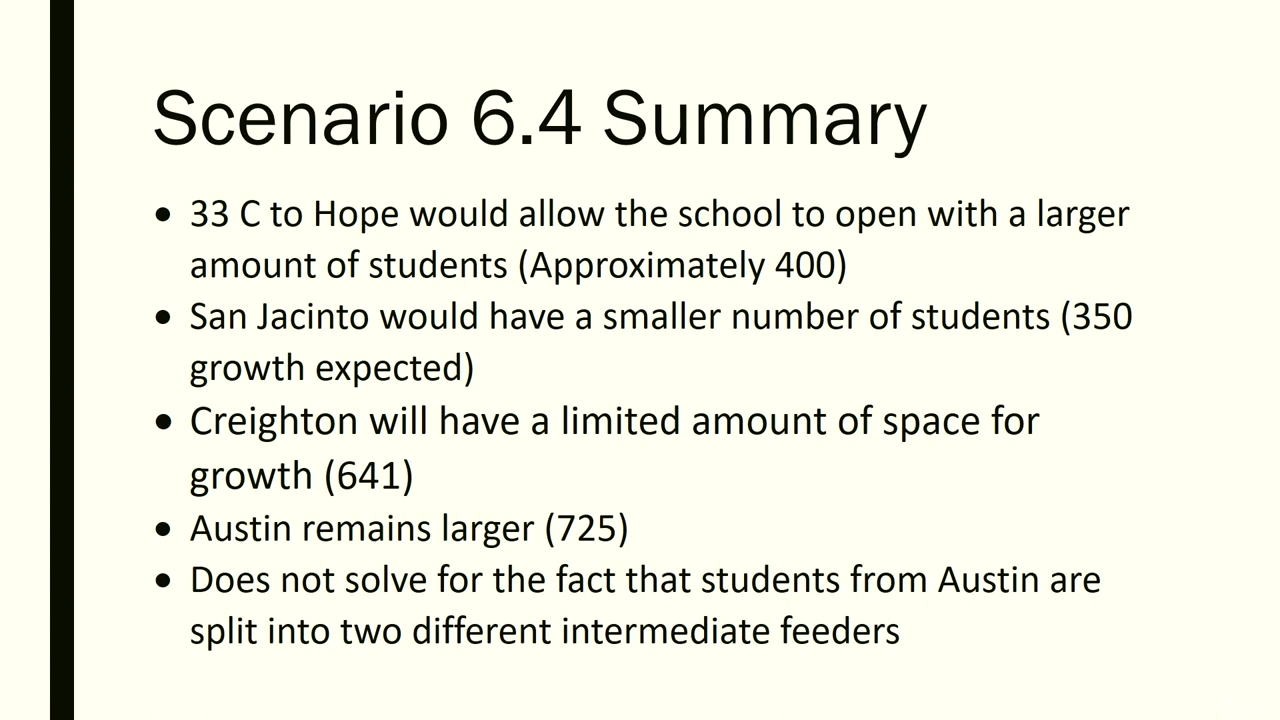 Scenario 6.4 Summary
• 33 C to Hope would allow the school to open with a larger
amount of students (Approximately 400)
• San Jacinto would have a smaller number of students (350
growth expected)
• Creighton will have a limited amount of space for
growth (641)
• Austin remains larger (725)
• Does not solve for the fact that students from Austin are
split into two different intermediate feeders